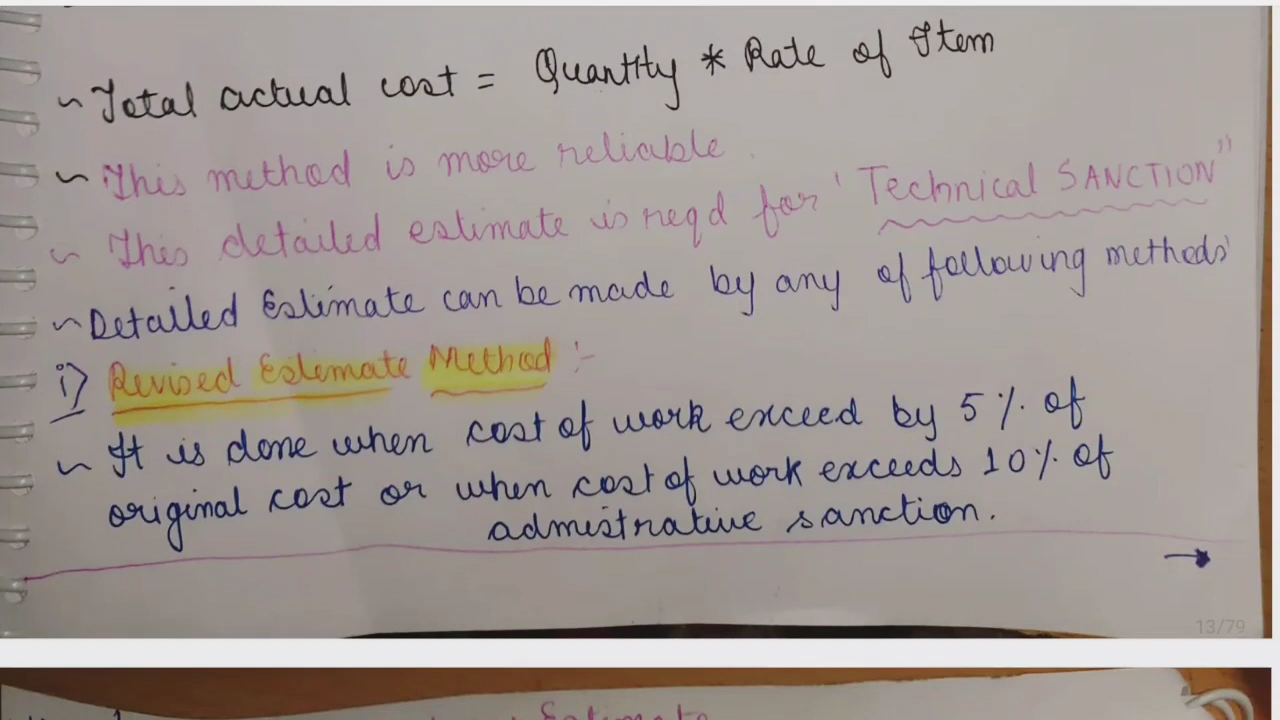 ~ Total actual cost = Quantity * Rate of Item
~ This method is more reliable.
~ This detailed estimate is reqd for "Technical SANCTION"
~ Detailed Estimate can be made by any of following methods
i) Revised Estimate Method :-
~ It is done when cost of work exceed by 5% of
original cost or when cost of work exceeds 10% of
admistrative sanction.
→
13/79
Estimate